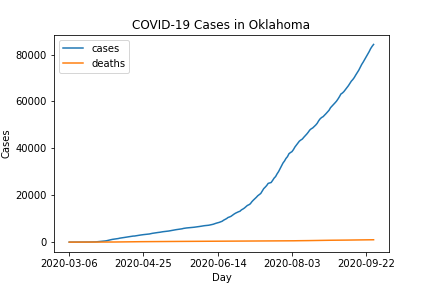 COVID-19 Cases in Oklahoma
cases
deaths
80000
60000
40000
20000
0
Cases
2020-03-06 2020-04-25 2020-06-14 2020-08-03 2020-09-22
Day